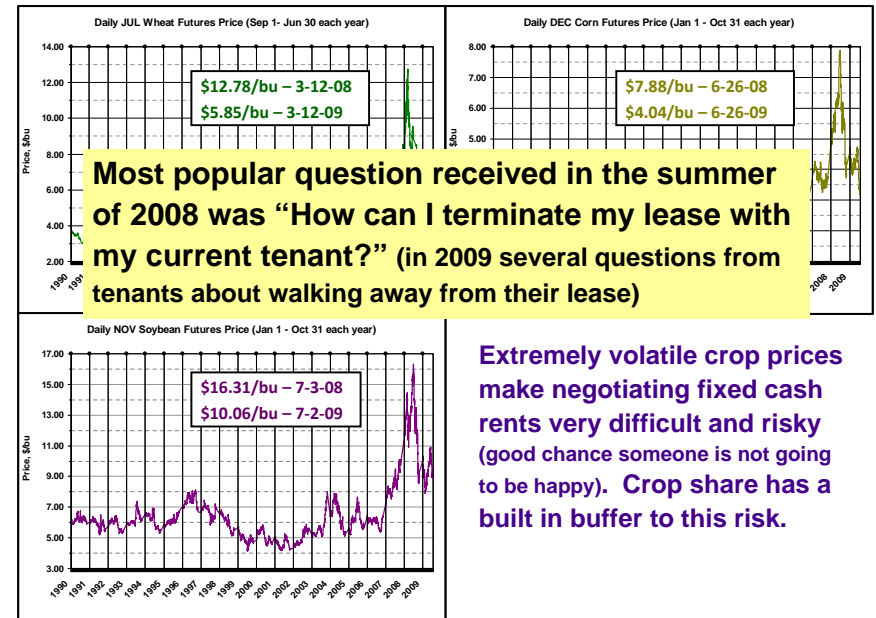 Daily JUL Wheat Futures Price (Sep 1- Jun 30 each year)
14.00
12.00
10.00
8.00
6.00
4.00
2.00
Price, $/bu
$12.78/bu – 3-12-08
$5.85/bu – 3-12-09
1990
Daily DEC Corn Futures Price (Jan 1 - Oct 31 each year)
8.00
7.00
6.00
5.00
$/bu
$7.88/bu – 6-26-08
$4.04/bu – 6-26-09
2008
2009
Most popular question received in the summer
of 2008 was “How can I terminate my lease with
my current tenant?” (in 2009 several questions from
tenants about walking away from their lease)
Daily NOV Soybean Futures Price (Jan 1 - Oct 31 each year)
17.00
15.00
13.00
11.00
9.00
7.00
5.00
3.00
Price, $/bu
$16.31/bu – 7-3-08
$10.06/bu – 7-2-09
1990
1991
1992
1993
1994
1995
1996
1997
1998
1999
2000
2001
2002
2003
2004
2005
2006
2007
2008
2009
Extremely volatile crop prices
make negotiating fixed cash
rents very difficult and risky
(good chance someone is not going
to be happy).  Crop share has a
built in buffer to this risk.